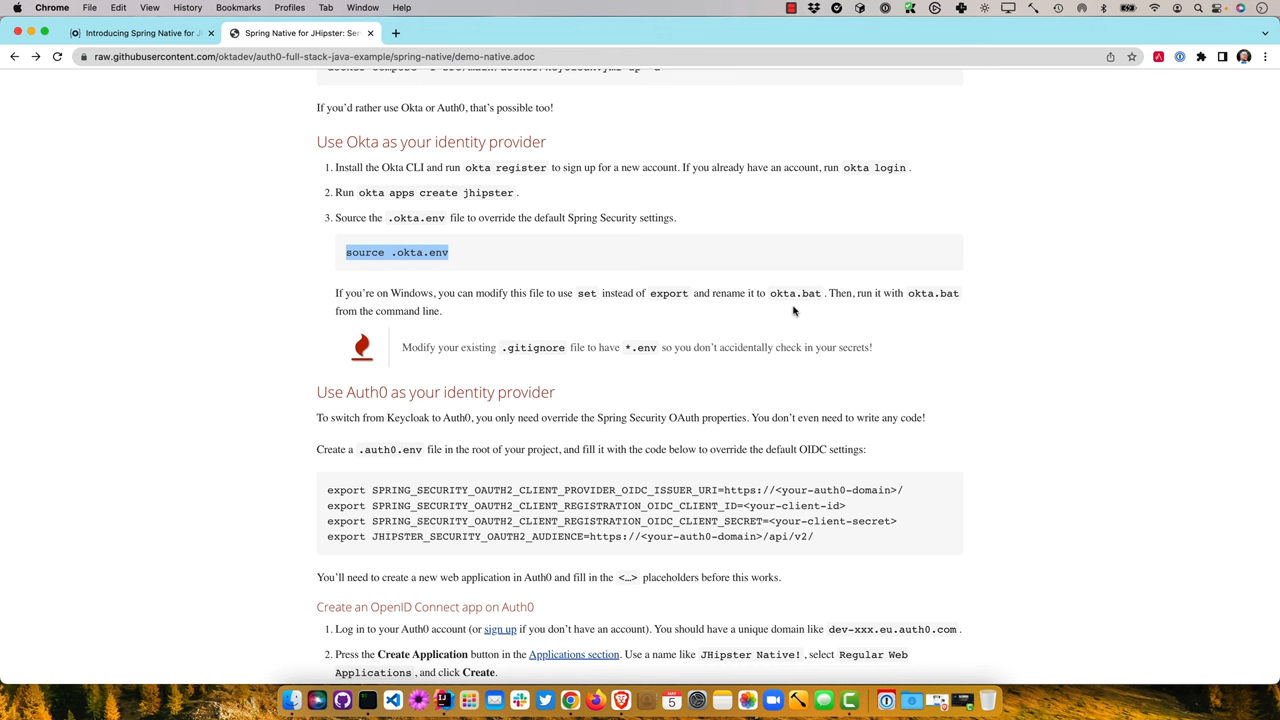 Chrome File Edit View History Bookmarks Profiles Tab Window Help
Introducing Spring Native for J
Spring Native for JHipster: Ser
raw.githubusercontent.com/oktadev/auth0-full-stack-java-example/spring-native/demo-native.adoc
If you'd rather use Okta or Auth0, that's possible too!
Use Okta as your identity provider
1. Install the Okta CLI and run okta register to sign up for a new account. If you already have an account, run okta login .
2. Run okta apps create jhipster .
3. Source the .okta.env file to override the default Spring Security settings.
source .okta.env
If you're on Windows, you can modify this file to use set instead of export and rename it to okta.bat . Then, run it with okta.bat
from the command line.
Modify your existing .gitignore file to have *.env so you don't accidentally check in your secrets!
Use Auth0 as your identity provider
To switch from Keycloak to Auth0, you only need override the Spring Security OAuth properties. You don't even need to write any code!
Create a .auth0.env file in the root of your project, and fill it with the code below to override the default OIDC settings:
export SPRING_SECURITY_OAUTH2_CLIENT_PROVIDER_OIDC_ISSUER_URI=https://<your-auth0-domain>/
export SPRING_SECURITY_OAUTH2_CLIENT_REGISTRATION_OIDC_CLIENT_ID=<your-client-id>
export SPRING_SECURITY_OAUTH2_CLIENT_REGISTRATION_OIDC_CLIENT_SECRET=<your-client-secret>
export JHIPSTER_SECURITY_OAUTH2_AUDIENCE=https://<your-auth0-domain>/api/v2/
You'll need to create a new web application in Auth0 and fill in the <…> placeholders before this works.
Create an OpenID Connect app on Auth0
1. Log in to your Auth0 account (or sign up if you don't have an account). You should have a unique domain like dev-xxx.eu.auth0.com .
2. Press the Create Application button in the Applications section. Use a name like JHipster Native! , select Regular Web
Applications , and click Create.